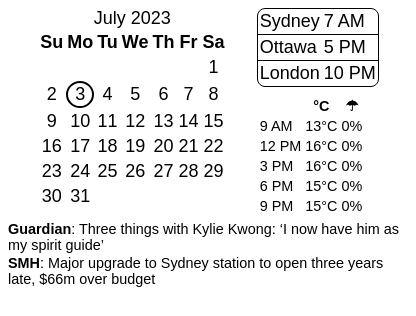 July 2023
Su Mo Tu We Th Fr Sa
1
2 3 4 5 6 7 8
9 10 11 12 13 14 15
16 17 18 19 20 21 22
23 24 25 26 27 28 29
30 31
Sydney 7 AM
Ottawa 5 PM
London 10 PM
°C ☂
9 AM 13°C 0%
12 PM 16°C 0%
3 PM 16°C 0%
6 PM 15°C 0%
9 PM 15°C 0%
Guardian: Three things with Kylie Kwong: ‘I now have him as
my spirit guide’
SMH: Major upgrade to Sydney station to open three years
late, $66m over budget